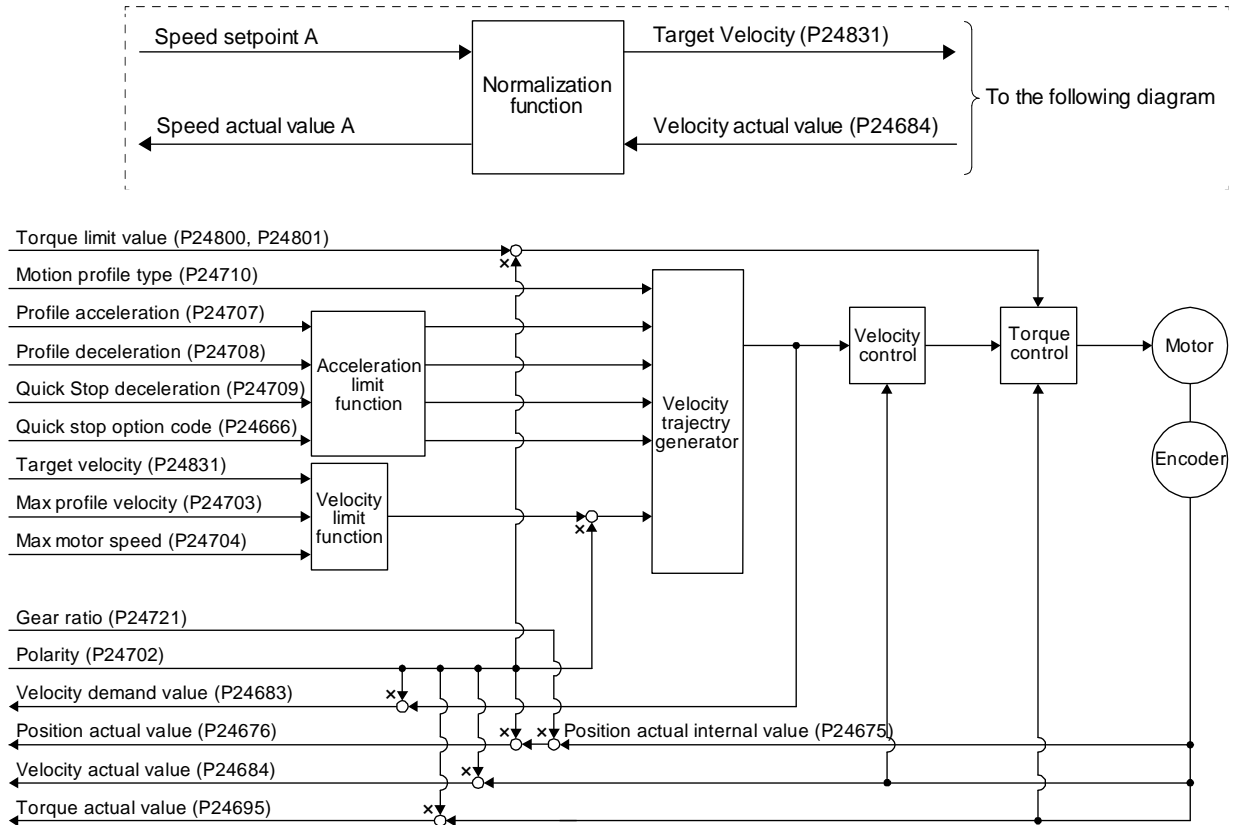 Speed setpoint A
Target Velocity (P24831)
Normalization
function
To the following diagram
Speed actual value A
Velocity actual value (P24684)
Torque limit value (P24800, P24801)
×
Motion profile type (P24710)
Profile acceleration (P24707)
Profile deceleration (P24708)
Quick Stop deceleration (P24709)
Quick stop option code (P24666)
Acceleration
limit
function
Target velocity (P24831)
Max profile velocity (P24703)
Max motor speed (P24704)
Velocity
limit
function
×
Velocity
trajectry
generator
Velocity
control
Torque
control
Motor
Encoder
Gear ratio (P24721)
Polarity (P24702)
Velocity demand value (P24683)
×
Position actual value (P24676)
×
×
Position actual internal value (P24675)
Velocity actual value (P24684)
×
Torque actual value (P24695)
×